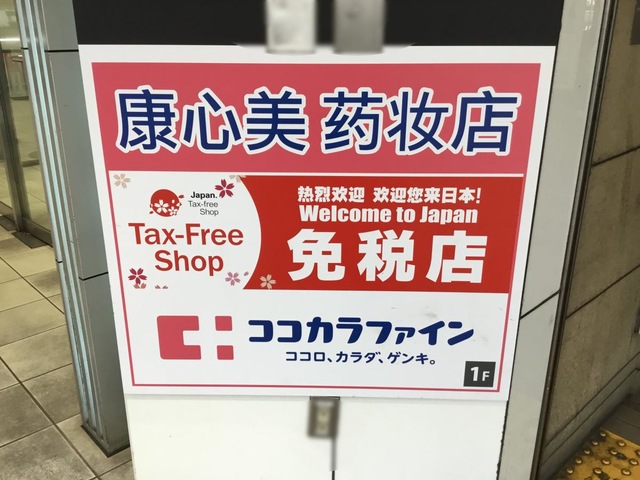 康心美 药妆店
Japan.
Tax-free
Shop
Tax-Free
Shop
热烈欢迎 欢迎您来日本!
Welcome to Japan
免税店
ココカラファイン
ココロ、カラダ、ゲンキ。
1F